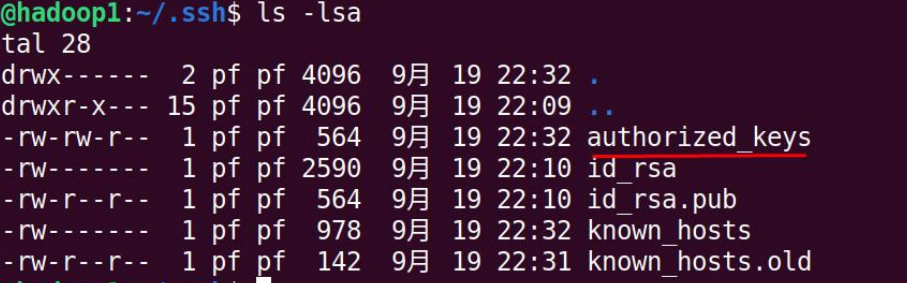 @hadoop1:~/.ssh$ ls -lsa
tal 28
drwx------ 2 pf pf 4096 9月 19 22:32 .
drwxr-x--- 15 pf pf 4096 9月 19 22:09 ..
-rw-rw-r-- 1 pf pf 564 9月 19 22:32 authorized_keys
-rw------- 1 pf pf 2590 9月 19 22:10 id_rsa
-rw-r--r-- 1 pf pf 564 9月 19 22:10 id_rsa.pub
-rw------- 1 pf pf 978 9月 19 22:32 known_hosts
-rw-r--r-- 1 pf pf 142 9月 19 22:31 known_hosts.old